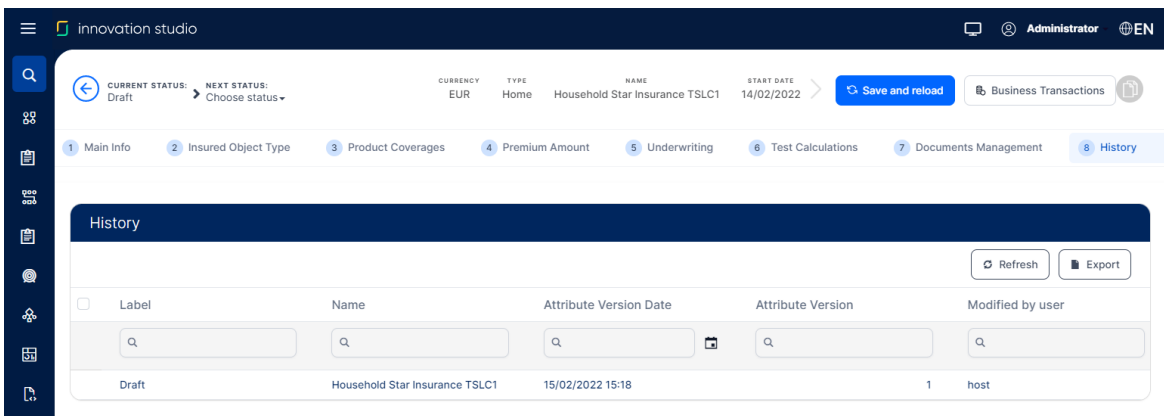 innovation studio
Administrator
EN
CURRENT STATUS: NEXT STATUS:
Draft Choose status
CURRENCY TYPE NAME START DATE
EUR Home Household Star Insurance TSLC1 14/02/2022
Save and reload
Business Transactions
1 Main Info 2 Insured Object Type 3 Product Coverages 4 Premium Amount 5 Underwriting 6 Test Calculations 7 Documents Management 8 History
History
Refresh Export
Label Name Attribute Version Date Attribute Version Modified by user
Draft Household Star Insurance TSLC1 15/02/2022 15:18 1 host